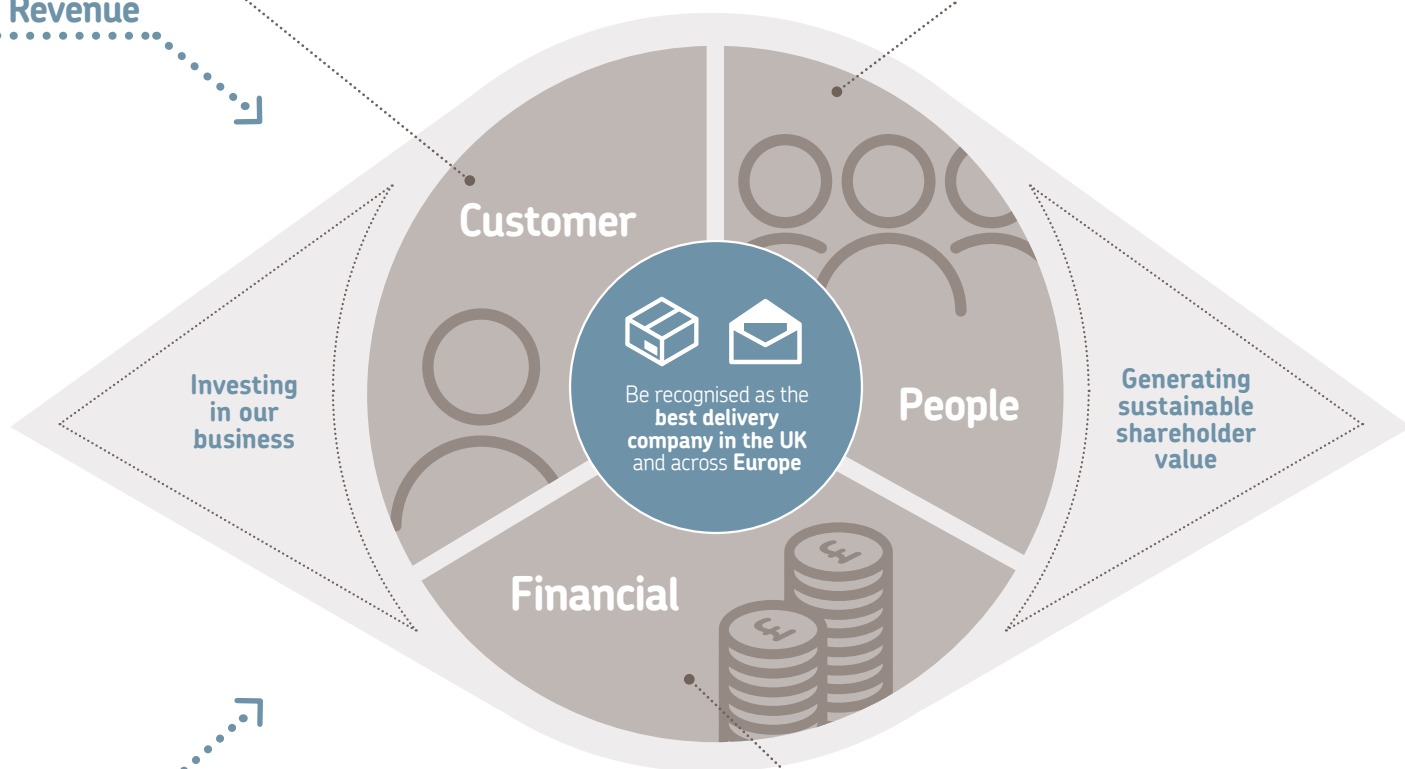 Revenue
Customer
Be recognised as the
best delivery
company in the UK
and across Europe
People
Investing
in our
business
Generating
sustainable
shareholder
value
Financial
£
£